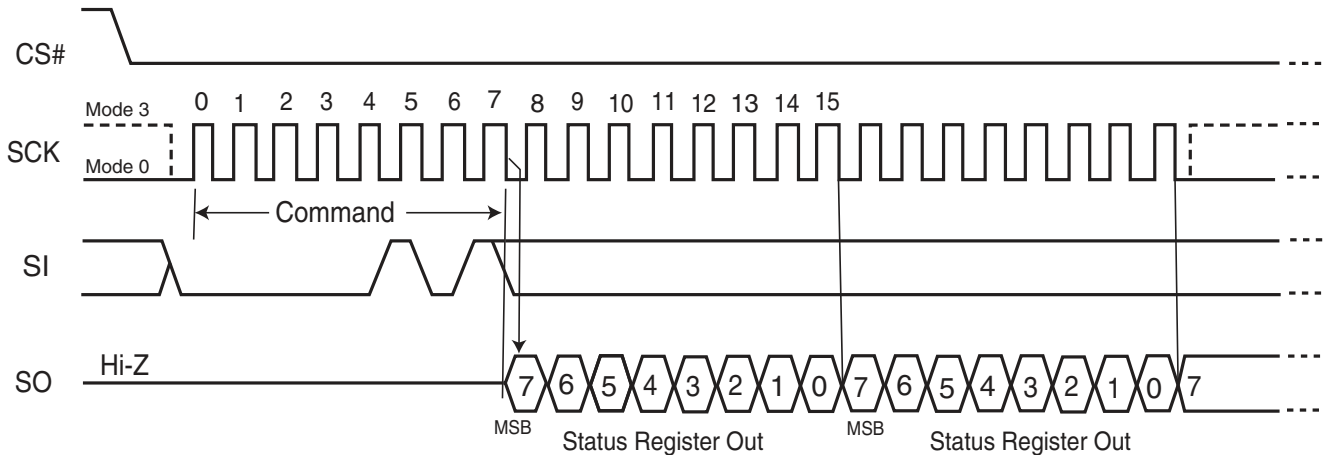 CS#
Mode 3
0 1 2 3 4 5 6 7 8 9 10 11 12 13 14 15
SCK
Mode 0
Command
SI
Hi-Z
SO
7 6 5 4 3 2 1 0 7 6 5 4 3 2 1 0 7
MSB Status Register Out MSB Status Register Out